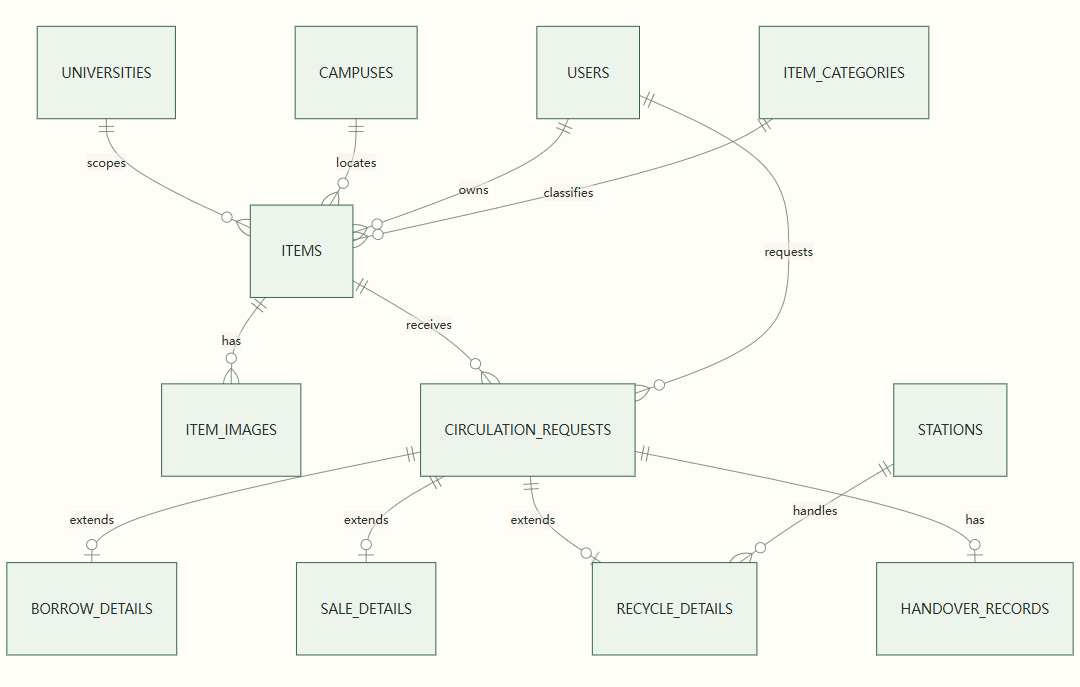 UNIVERSITIES
CAMPUSES
USERS
ITEM_CATEGORIES
scopes
locates
owns
classifies
ITEMS
requests
receives
has
ITEM_IMAGES
CIRCULATION_REQUESTS
STATIONS
handles
extends
extends
extends
has
BORROW_DETAILS
SALE_DETAILS
RECYCLE_DETAILS
HANDOVER_RECORDS